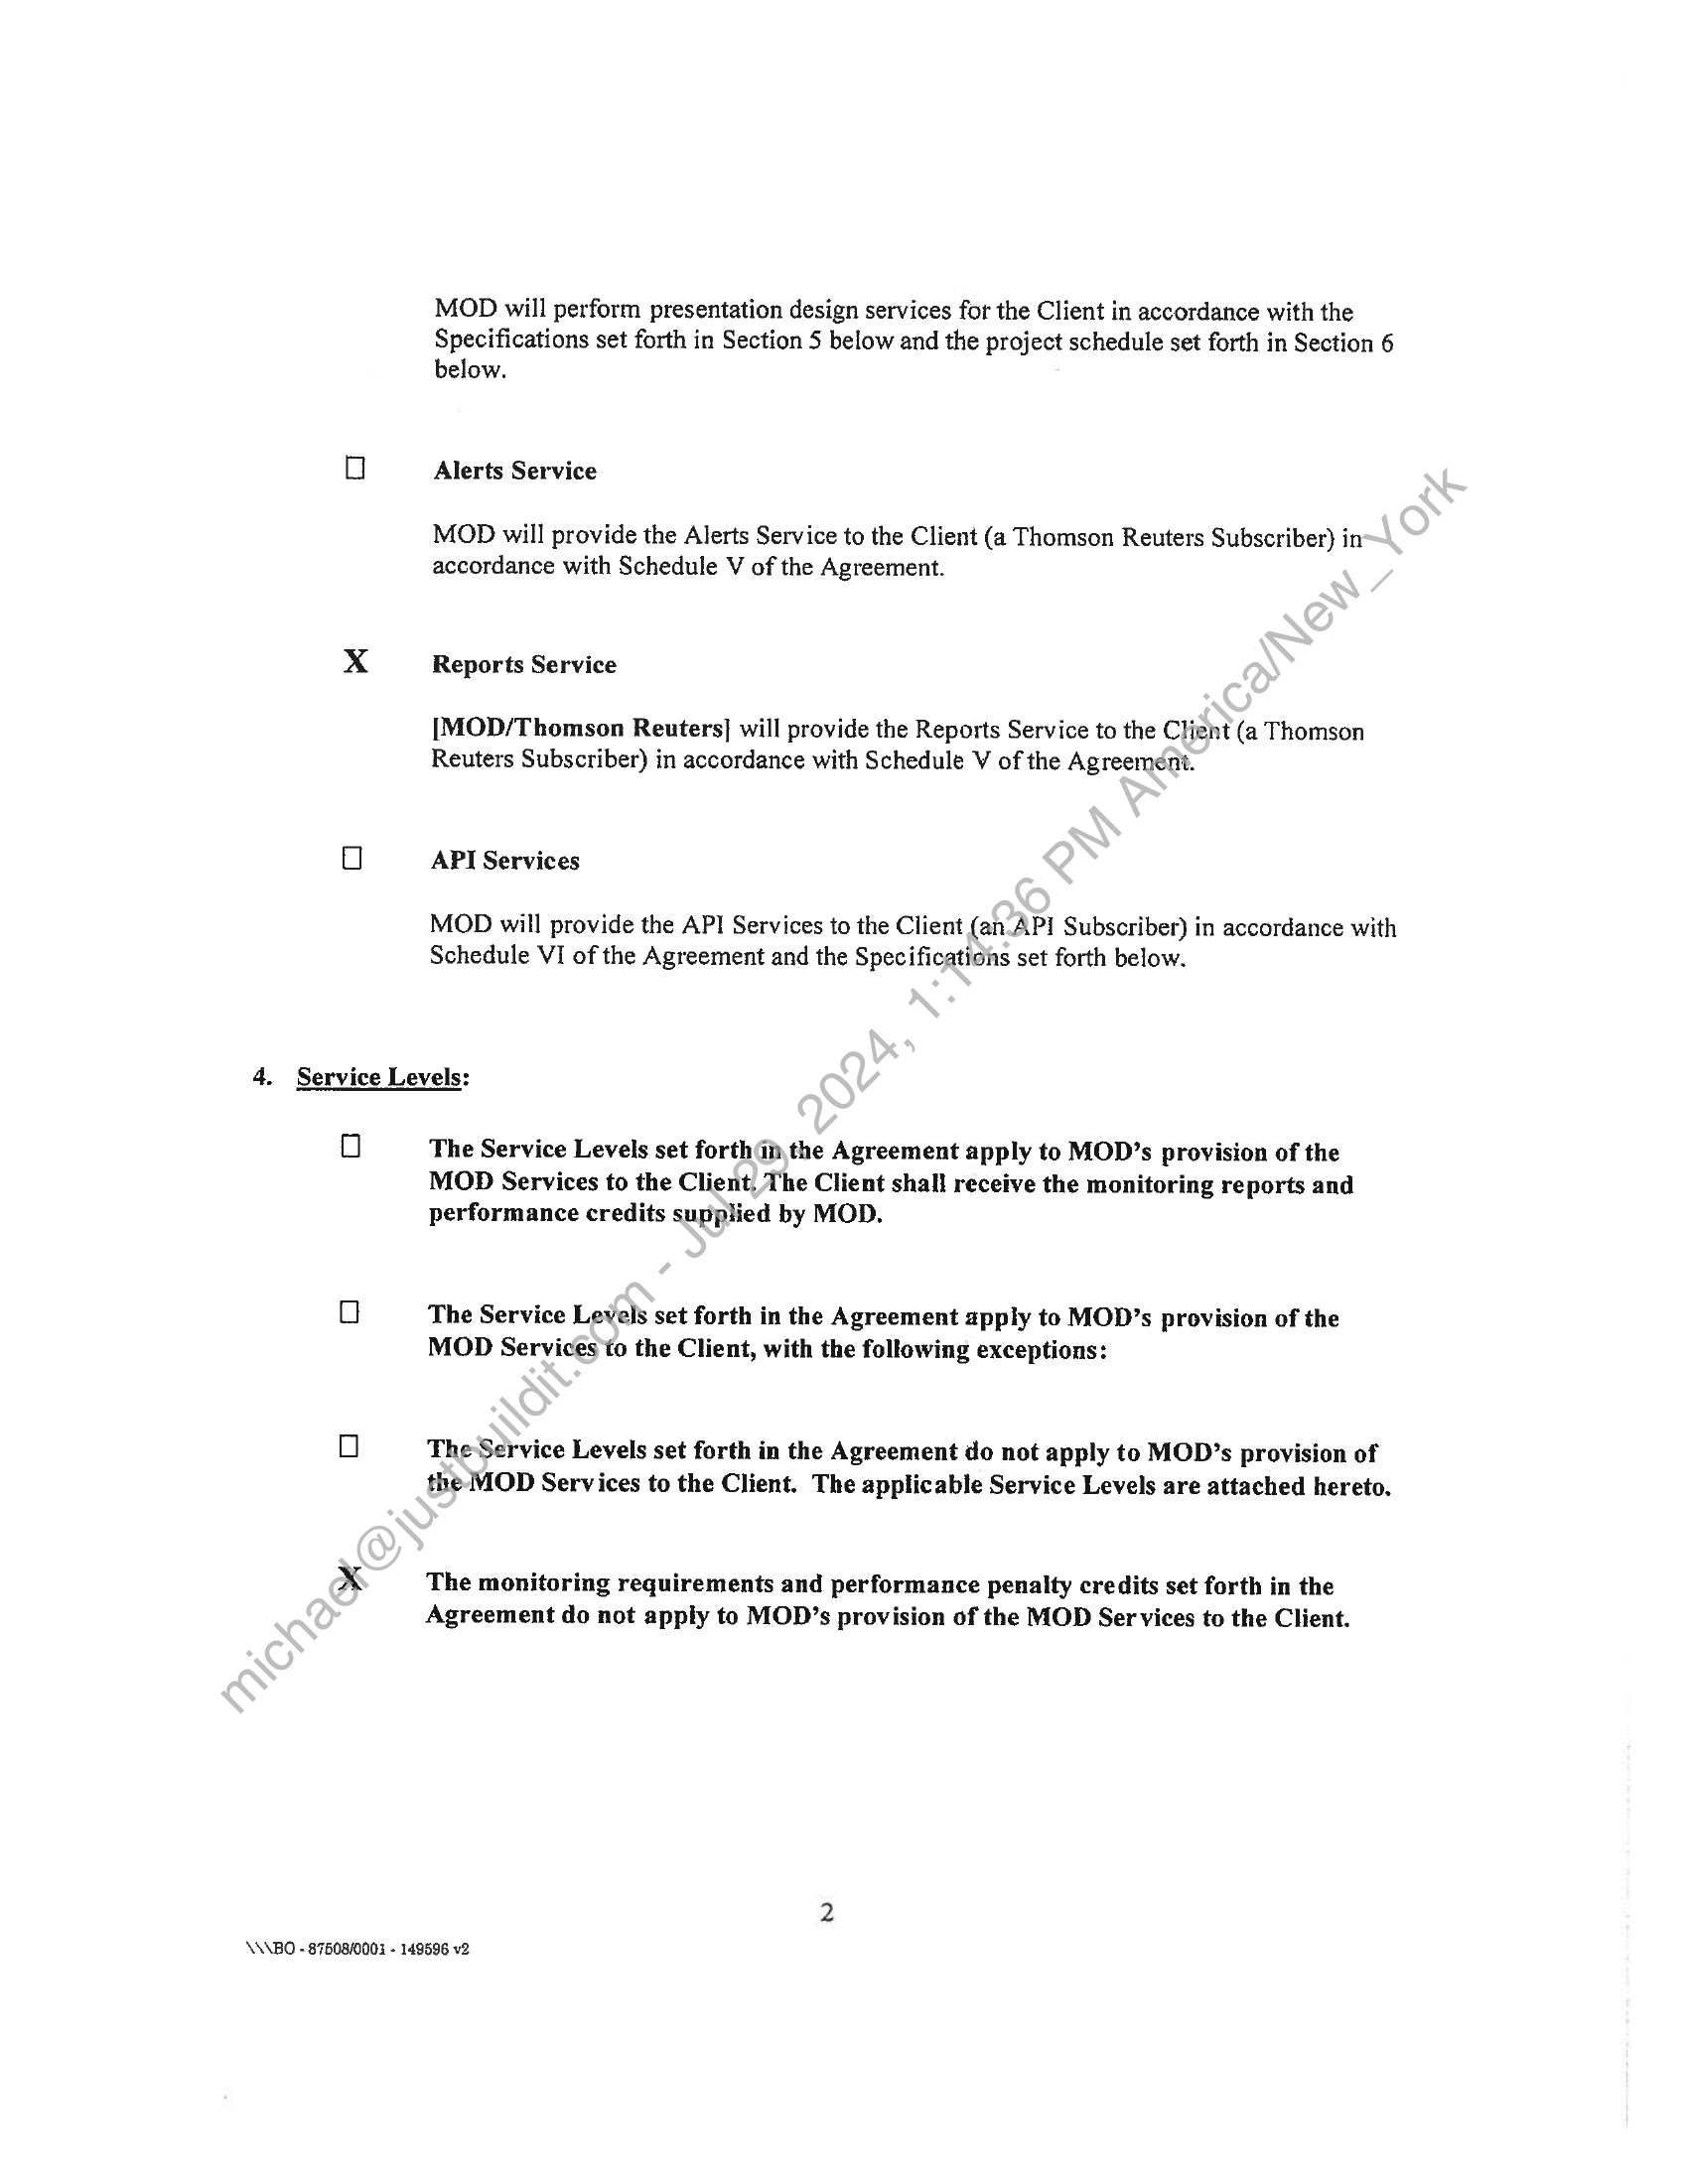 MOD will perform presentation design services for the Client in accordance with the
Specifications set forth in Section 5 below and the project schedule set forth in Section 6
below.
☐ Alerts Service
MOD will provide the Alerts Service to the Client (a Thomson Reuters Subscriber) in
accordance with Schedule V of the Agreement.
X Reports Service
[MOD/Thomson Reuters] will provide the Reports Service to the Client (a Thomson
Reuters Subscriber) in accordance with Schedule V of the Agreement.
☐ API Services
MOD will provide the API Services to the Client (an API Subscriber) in accordance with
Schedule VI of the Agreement and the Specifications set forth below.
4. Service Levels:
☐ The Service Levels set forth in the Agreement apply to MOD's provision of the
MOD Services to the Client. The Client shall receive the monitoring reports and
performance credits supplied by MOD.
☐ The Service Levels set forth in the Agreement apply to MOD's provision of the
MOD Services to the Client, with the following exceptions:
☐ The Service Levels set forth in the Agreement do not apply to MOD's provision of
the MOD Services to the Client. The applicable Service Levels are attached hereto.
X The monitoring requirements and performance penalty credits set forth in the
Agreement do not apply to MOD's provision of the MOD Services to the Client.
2
\\\BO - 87508/0001 - 149596 v2
michael@justbuildit.com - Jul 29, 2024, 1:14:36 PM America/New_York